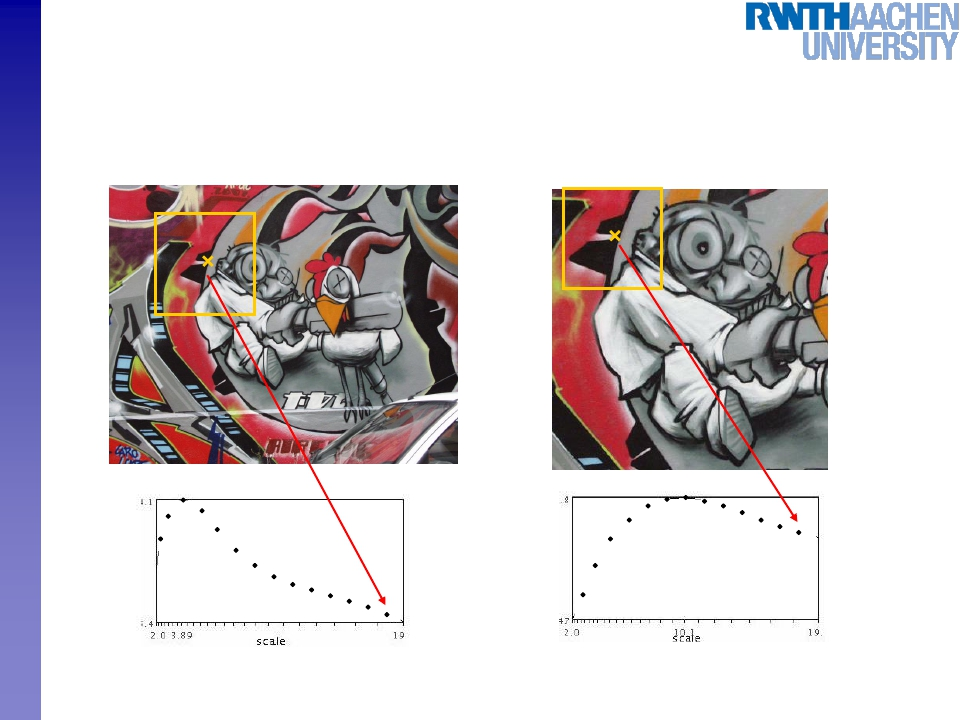 RWTHAACHEN
UNIVERSITY
2.0 3.89
19
scale
2.0
10.1
19
scale